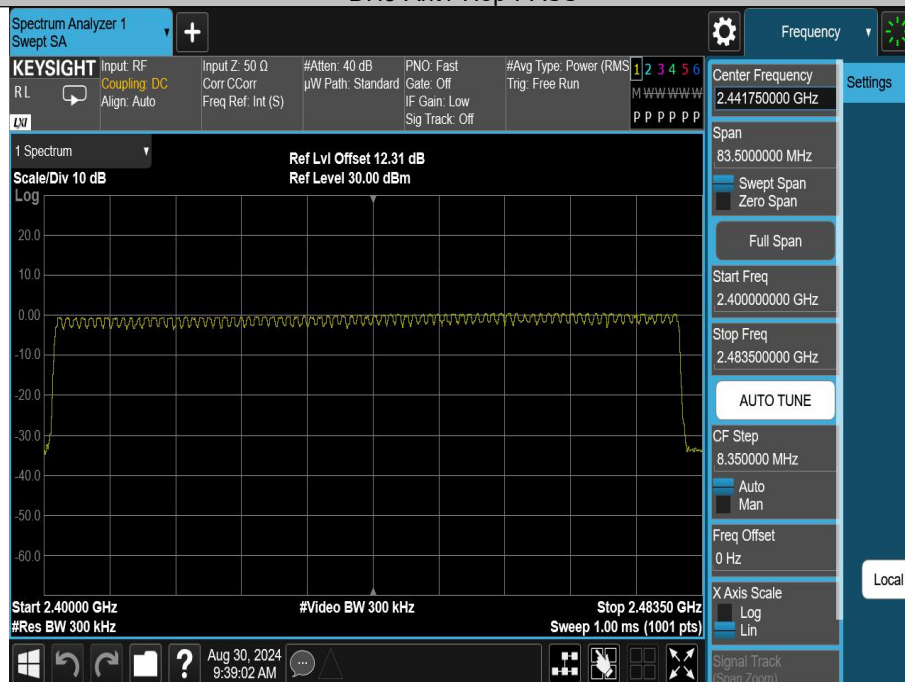 Spectrum Analyzer 1
Swept SA
+
Frequency
KEYSIGHT
RL
LXI
Input: RF
Coupling: DC
Align: Auto
Input Z: 50 Ω
Corr CCorr
Freq Ref: Int (S)
#Atten: 40 dB
µW Path: Standard
PNO: Fast
Gate: Off
IF Gain: Low
Sig Track: Off
#Avg Type: Power (RMS
Trig: Free Run
1 2 3 4 5 6
M W W W W W
P P P P P P
1 Spectrum
Scale/Div 10 dB
Log
Ref Lvl Offset 12.31 dB
Ref Level 30.00 dBm
20.0
10.0
0.00
-10.0
-20.0
-30.0
-40.0
-50.0
-60.0
Start 2.40000 GHz
#Res BW 300 kHz
#Video BW 300 kHz
Stop 2.48350 GHz
Sweep 1.00 ms (1001 pts)
?
Aug 30, 2024
9:39:02 AM
Center Frequency
2.441750000 GHz
Settings
Span
83.5000000 MHz
Swept Span
Zero Span
Full Span
Start Freq
2.400000000 GHz
Stop Freq
2.483500000 GHz
AUTO TUNE
CF Step
8.350000 MHz
Auto
Man
Freq Offset
0 Hz
Local
X Axis Scale
Log
Lin
Signal Track
(Span Zoom)